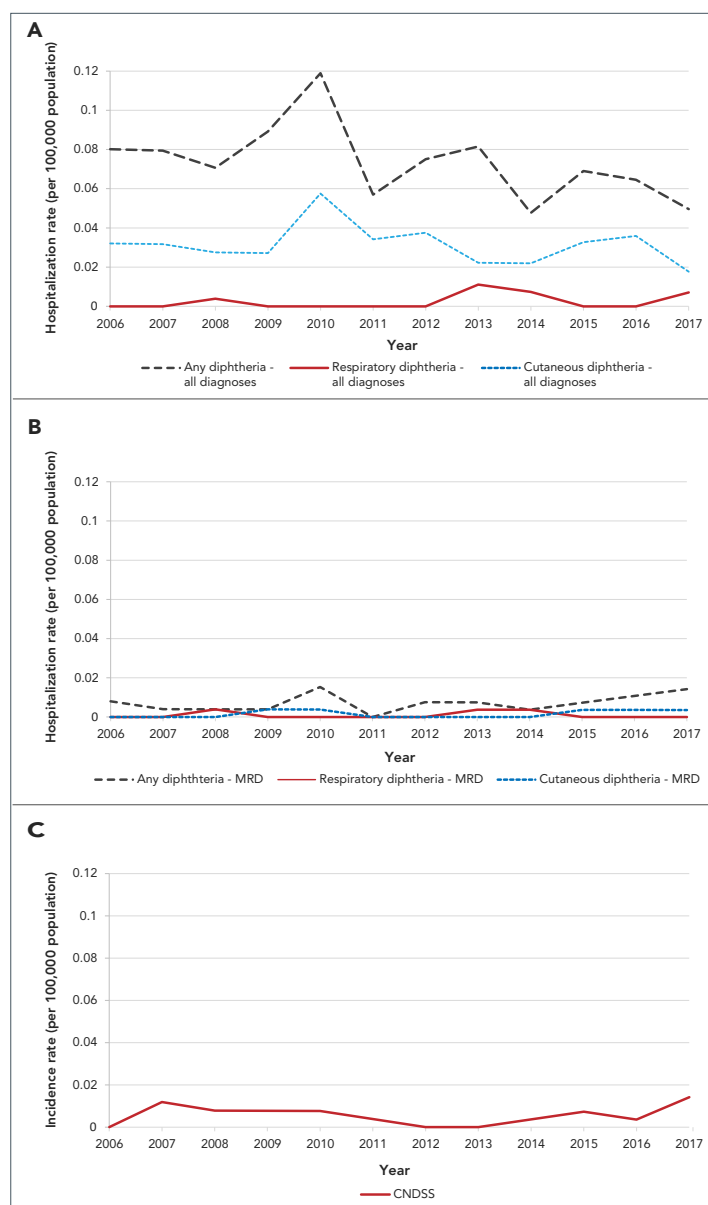 A
Hospitalization rate (per 100,000 population)
0.12
0.1
0.08
0.06
0.04
0.02
0
2006 2007 2008 2009 2010 2011 2012 2013 2014 2015 2016 2017
Year
Any diphtheria - all diagnoses
Respiratory diphtheria - all diagnoses
Cutaneous diphtheria - all diagnoses
B
Hospitalization rate (per 100,000 population)
0.12
0.1
0.08
0.06
0.04
0.02
0
2006 2007 2008 2009 2010 2011 2012 2013 2014 2015 2016 2017
Year
Any diphthteria - MRD Respiratory diphtheria - MRD Cutaneous diphtheria - MRD
C
Incidence rate (per 100,000 population)
0.12
0.1
0.08
0.06
0.04
0.02
0
2006 2007 2008 2009 2010 2011 2012 2013 2014 2015 2016 2017
Year
CNDSS